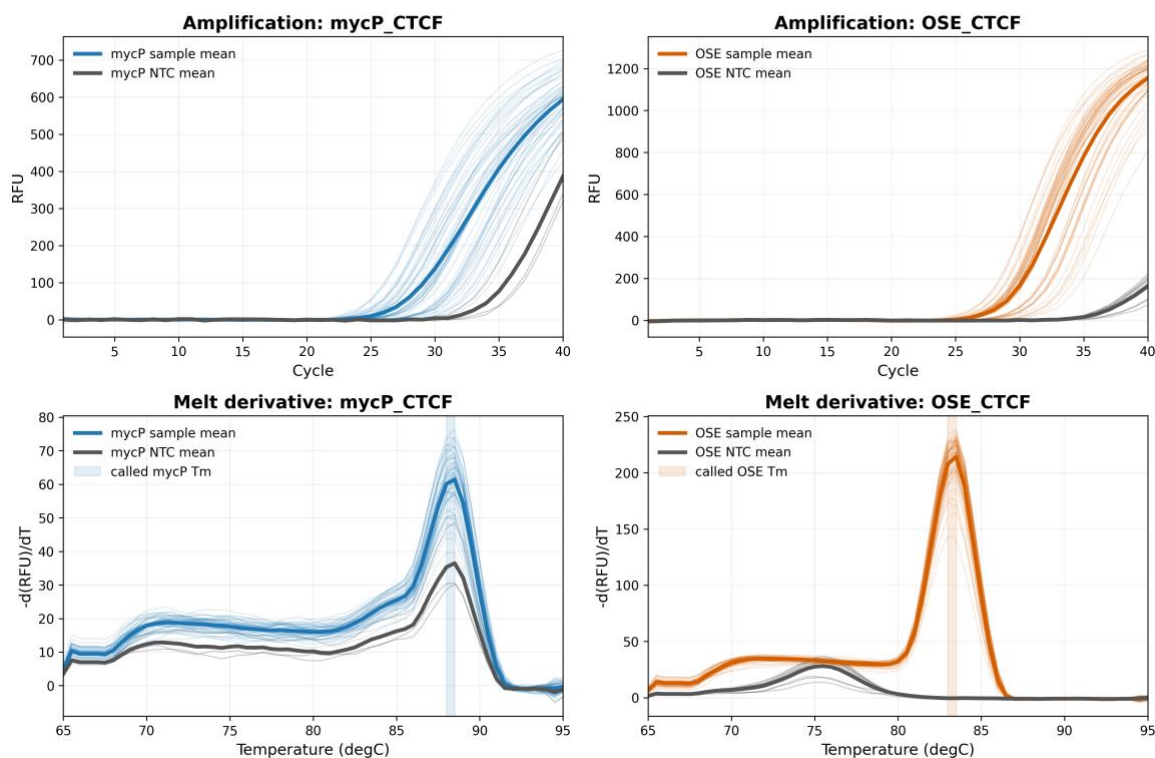 Amplification: mycP_CTCF
mycP sample mean
mycP NTC mean
700
600
500
400
300
200
100
0
RFU
5 10 15 20 25 30 35 40
Cycle
Amplification: OSE_CTCF
OSE sample mean
OSE NTC mean
1200
1000
800
600
400
200
0
RFU
5 10 15 20 25 30 35 40
Cycle
Melt derivative: mycP_CTCF
mycP sample mean
mycP NTC mean
called mycP Tm
80
70
60
50
40
30
20
10
0
-d(RFU)/dT
65 70 75 80 85 90 95
Temperature (degC)
Melt derivative: OSE_CTCF
OSE sample mean
OSE NTC mean
called OSE Tm
250
200
150
100
50
0
-d(RFU)/dT
65 70 75 80 85 90 95
Temperature (degC)